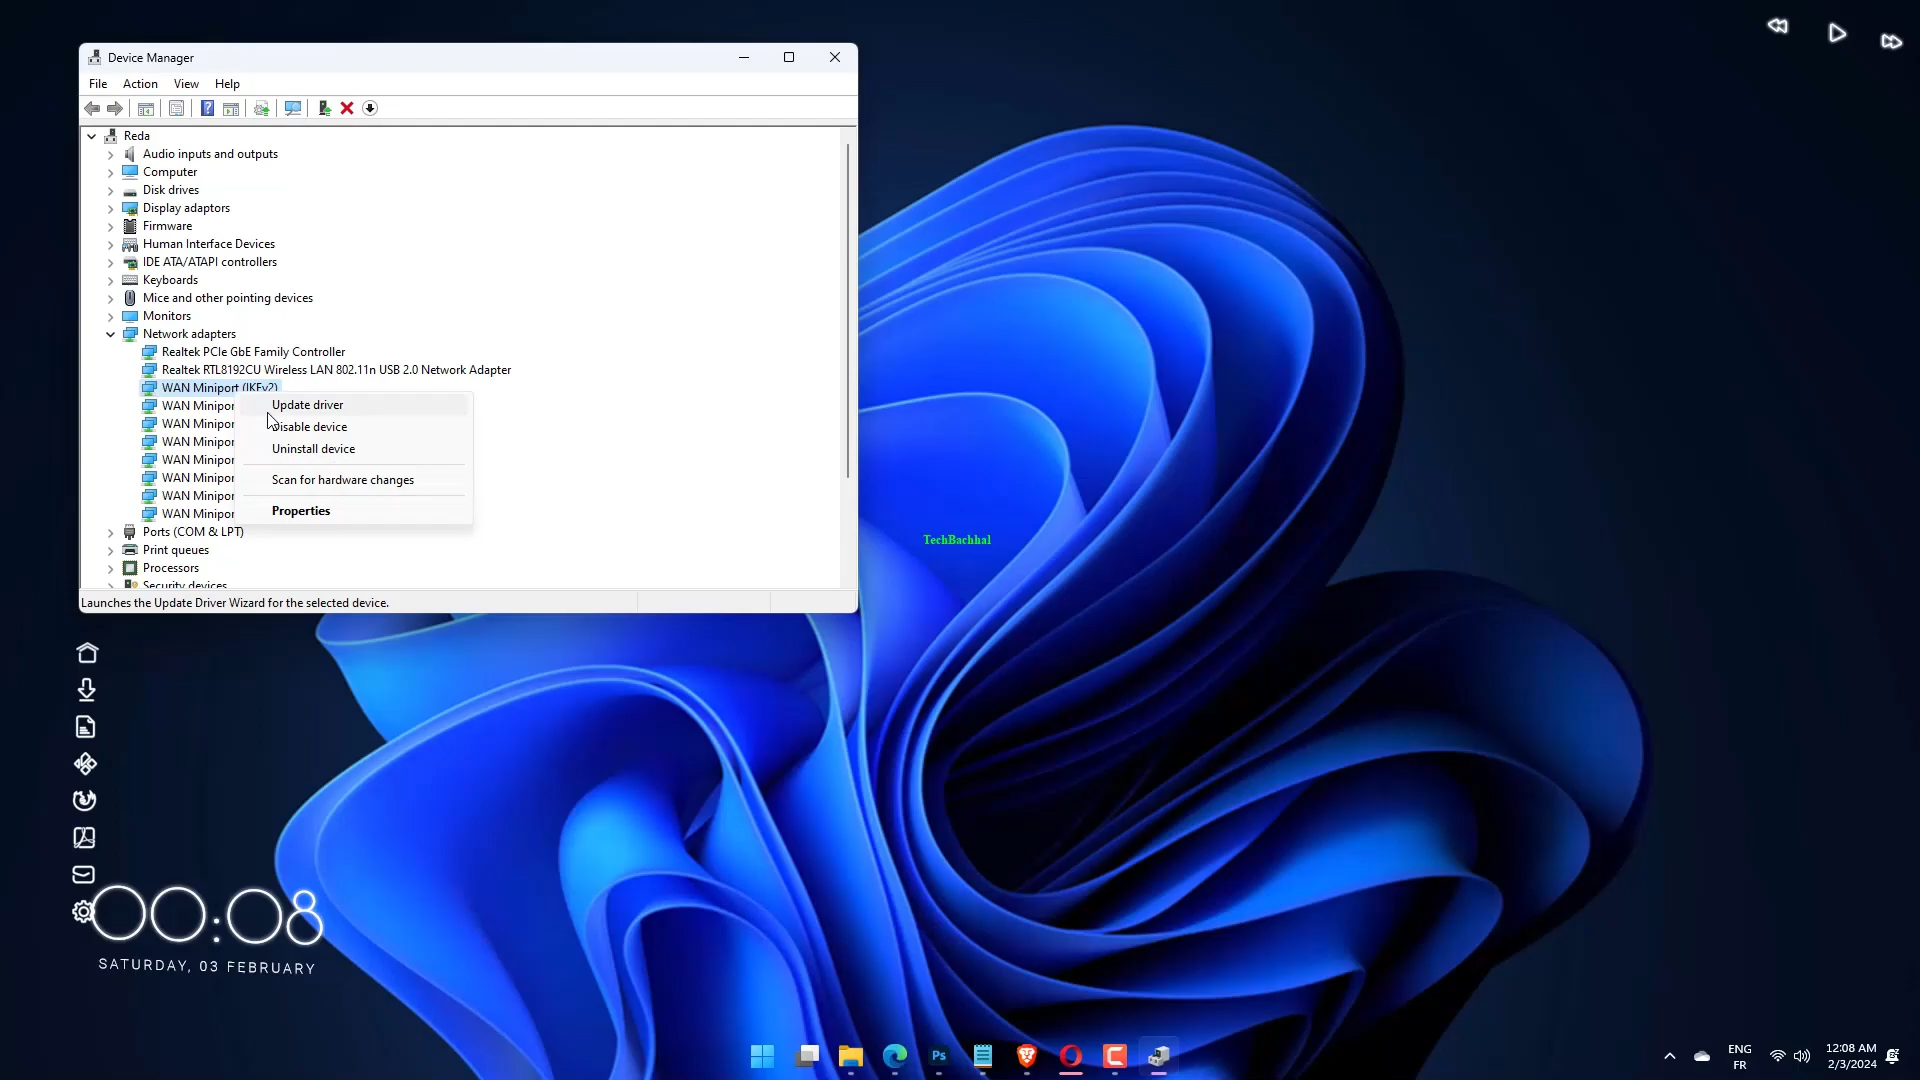 Device Manager
File Action View Help
Reda
Audio inputs and outputs
Computer
Disk drives
Display adaptors
Firmware
Human Interface Devices
IDE ATA/ATAPI controllers
Keyboards
Mice and other pointing devices
Monitors
Network adapters
Realtek PCIe GbE Family Controller
Realtek RTL8192CU Wireless LAN 802.11n USB 2.0 Network Adapter
WAN Miniport (IKEv2)
WAN Minipor
WAN Minipor
WAN Minipor
WAN Minipor
WAN Minipor
WAN Minipor
WAN Minipor
Update driver
Disable device
Uninstall device
Scan for hardware changes
Properties
Ports (COM & LPT)
Print queues
Processors
Security devices
Launches the Update Driver Wizard for the selected device.
TechBachhal
00:08
SATURDAY, 03 FEBRUARY
Ps
ENG
FR
12:08 AM
2/3/2024